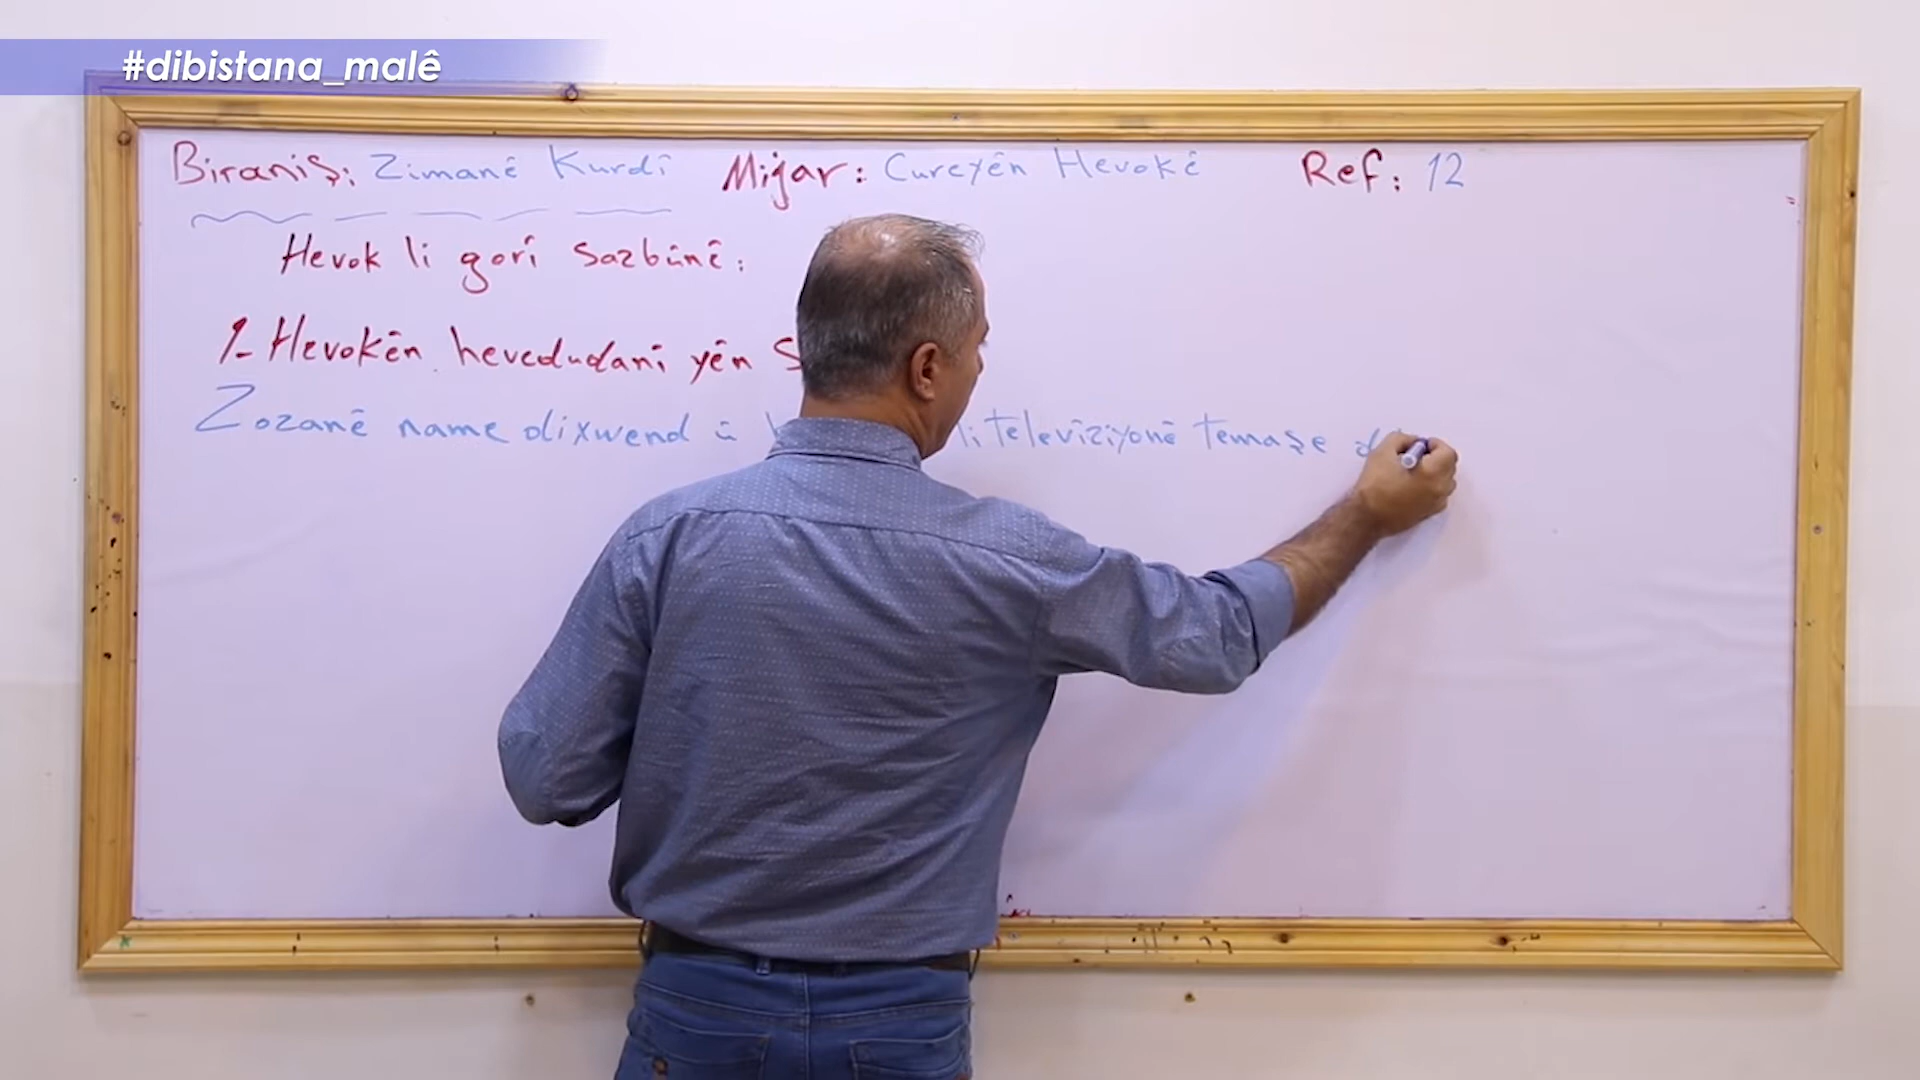 #dibistana_malê
Biraniş: Zimanê Kurdî Mijar: Cureyên Hevokê Ref: 12
Hevok li gorî sazbûnê:
1- Hevokên hevedudanî yên
Zozanê name dixwend û li televîziyonê temaşe